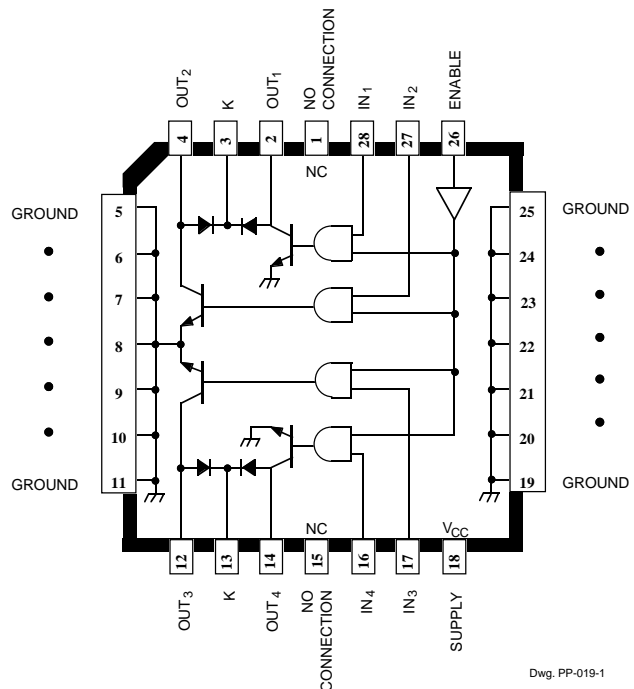 OUT2
K
OUT1
NO
CONNECTION
IN1
IN2
ENABLE
4
3
2
1
28
27
26
NC
GROUND
5
6
7
8
9
10
11
GROUND
25
GROUND
24
23
22
21
20
19
GROUND
NC
VCC
12
13
14
15
16
17
18
OUT3
K
OUT4
NO
CONNECTION
IN4
IN3
SUPPLY
Dwg. PP-019-1